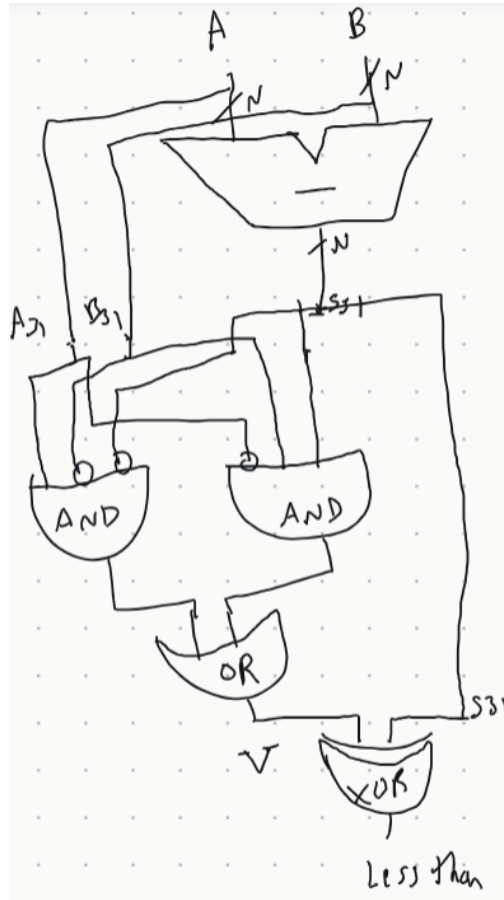 A B
N N
—
N
A31 B31 S31
AND AND
OR
S31
V
XOR
Less than